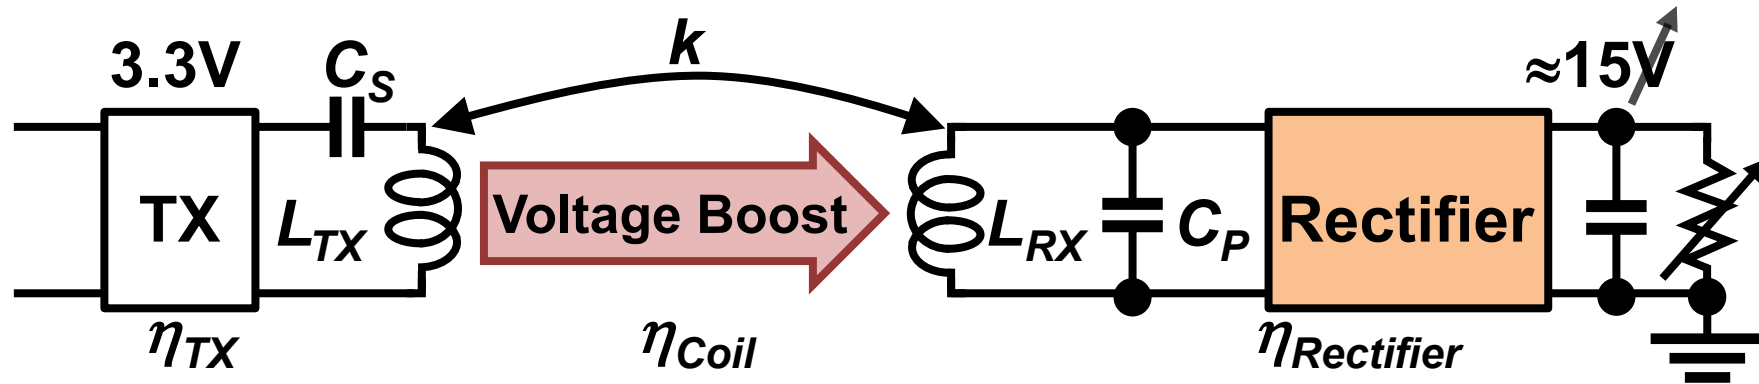 3.3V
C_S
k
≈15V
TX
L_TX
Voltage Boost
L_RX
C_P
Rectifier
η_TX
η_Coil
η_Rectifier